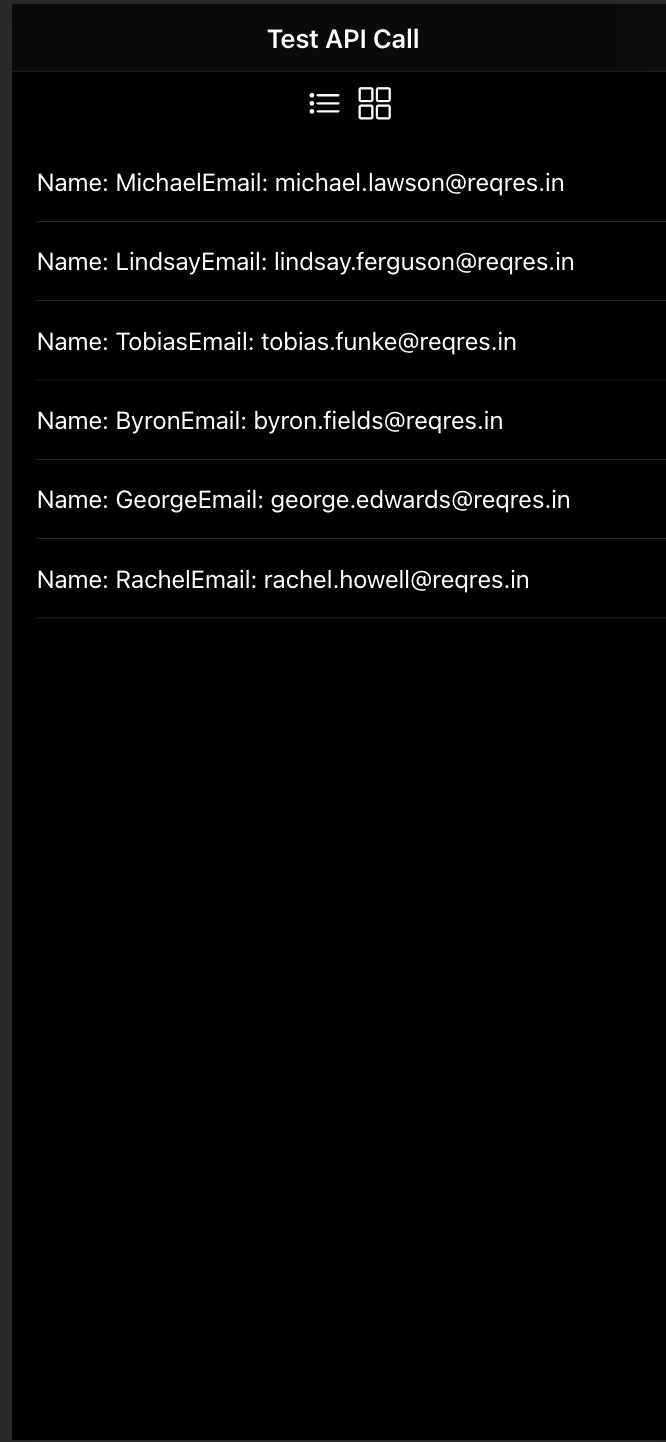 Test API Call
Name: MichaelEmail: michael.lawson@reqres.in
Name: LindsayEmail: lindsay.ferguson@reqres.in
Name: TobiasEmail: tobias.funke@reqres.in
Name: ByronEmail: byron.fields@reqres.in
Name: GeorgeEmail: george.edwards@reqres.in
Name: RachelEmail: rachel.howell@reqres.in